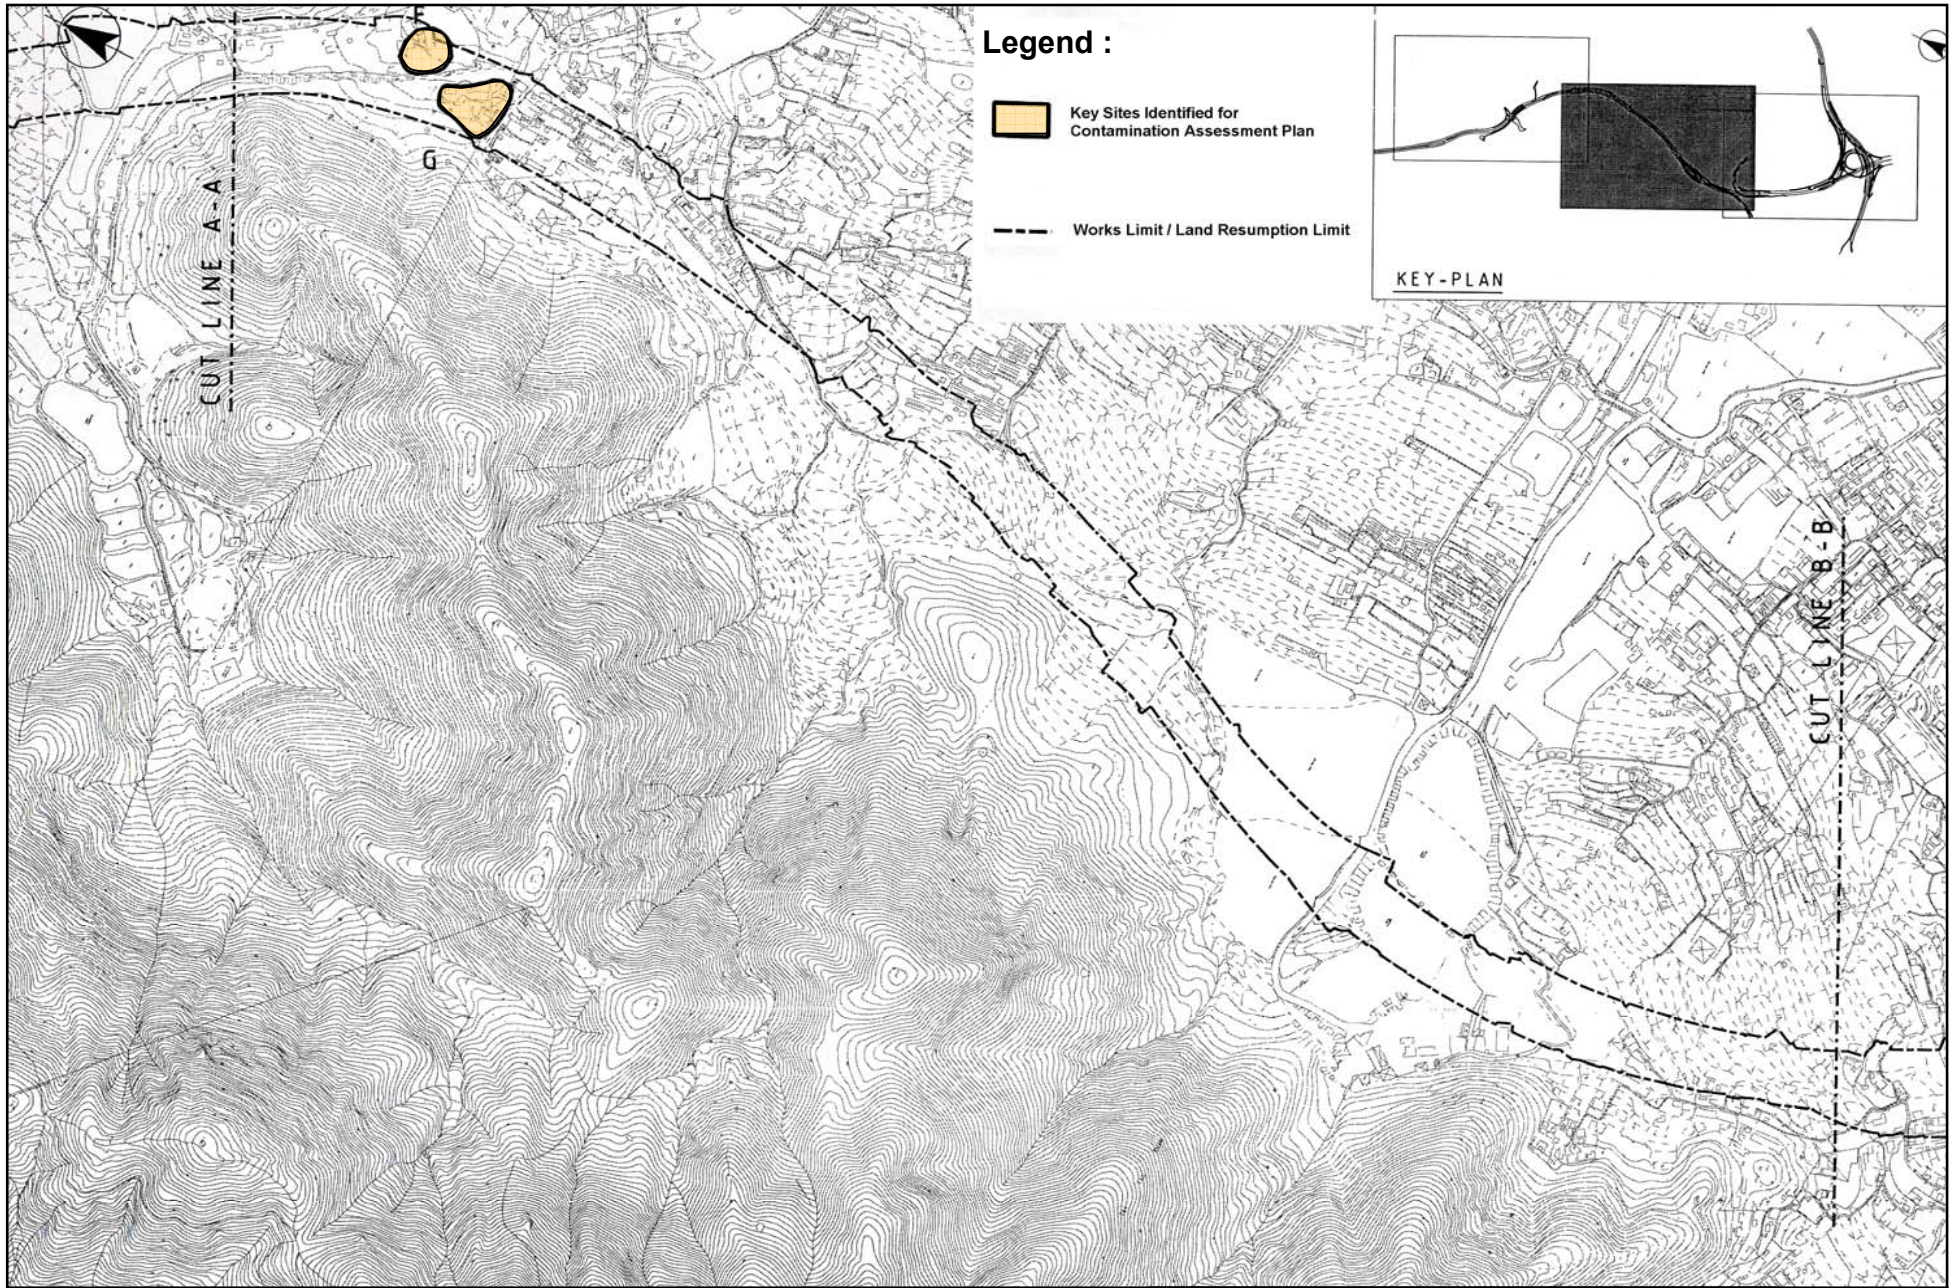 Legend :
Key Sites Identified for
Contamination Assessment Plan
Works Limit / Land Resumption Limit
KEY-PLAN
G
CUT LINE A-A
CUT LINE B-B